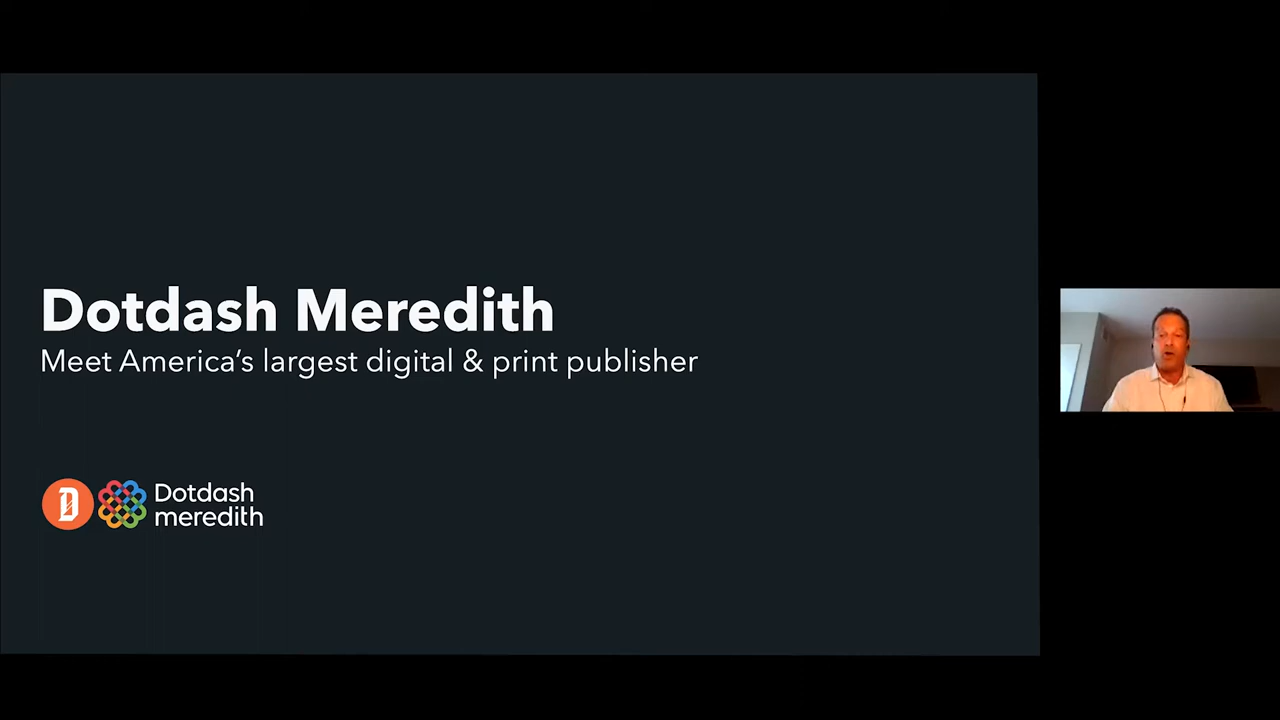 Dotdash Meredith
Meet America’s largest digital & print publisher
D
Dotdash
meredith